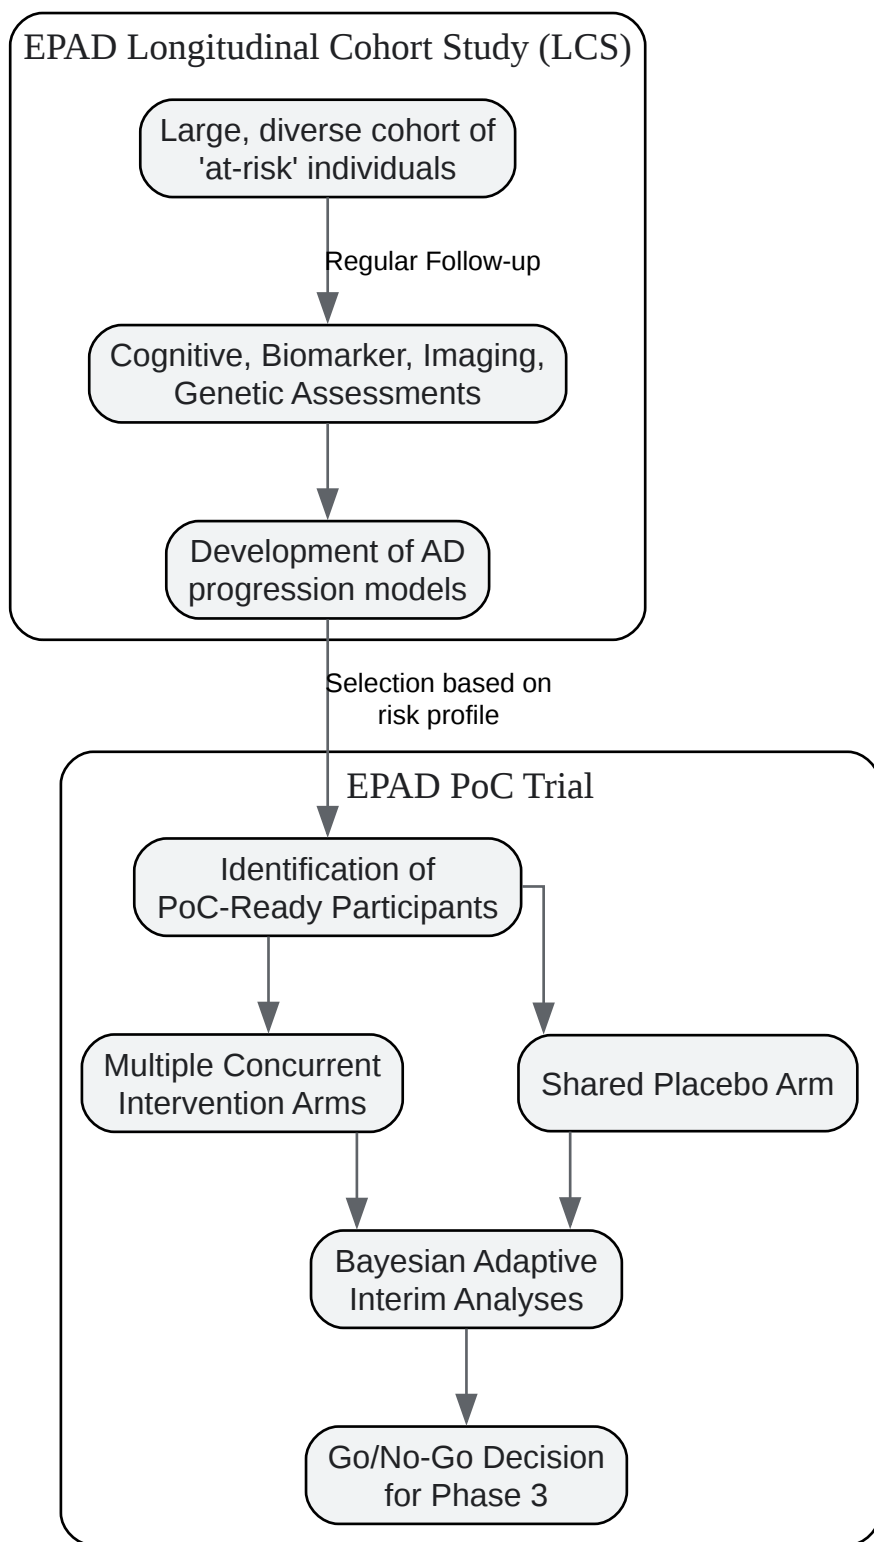 EPAD Longitudinal Cohort Study (LCS)
Large, diverse cohort of
'at-risk' individuals
Regular Follow-up
Cognitive, Biomarker, Imaging,
Genetic Assessments
Development of AD
progression models
Selection based on
risk profile
EPAD PoC Trial
Identification of
PoC-Ready Participants
Multiple Concurrent
Intervention Arms
Shared Placebo Arm
Bayesian Adaptive
Interim Analyses
Go/No-Go Decision
for Phase 3